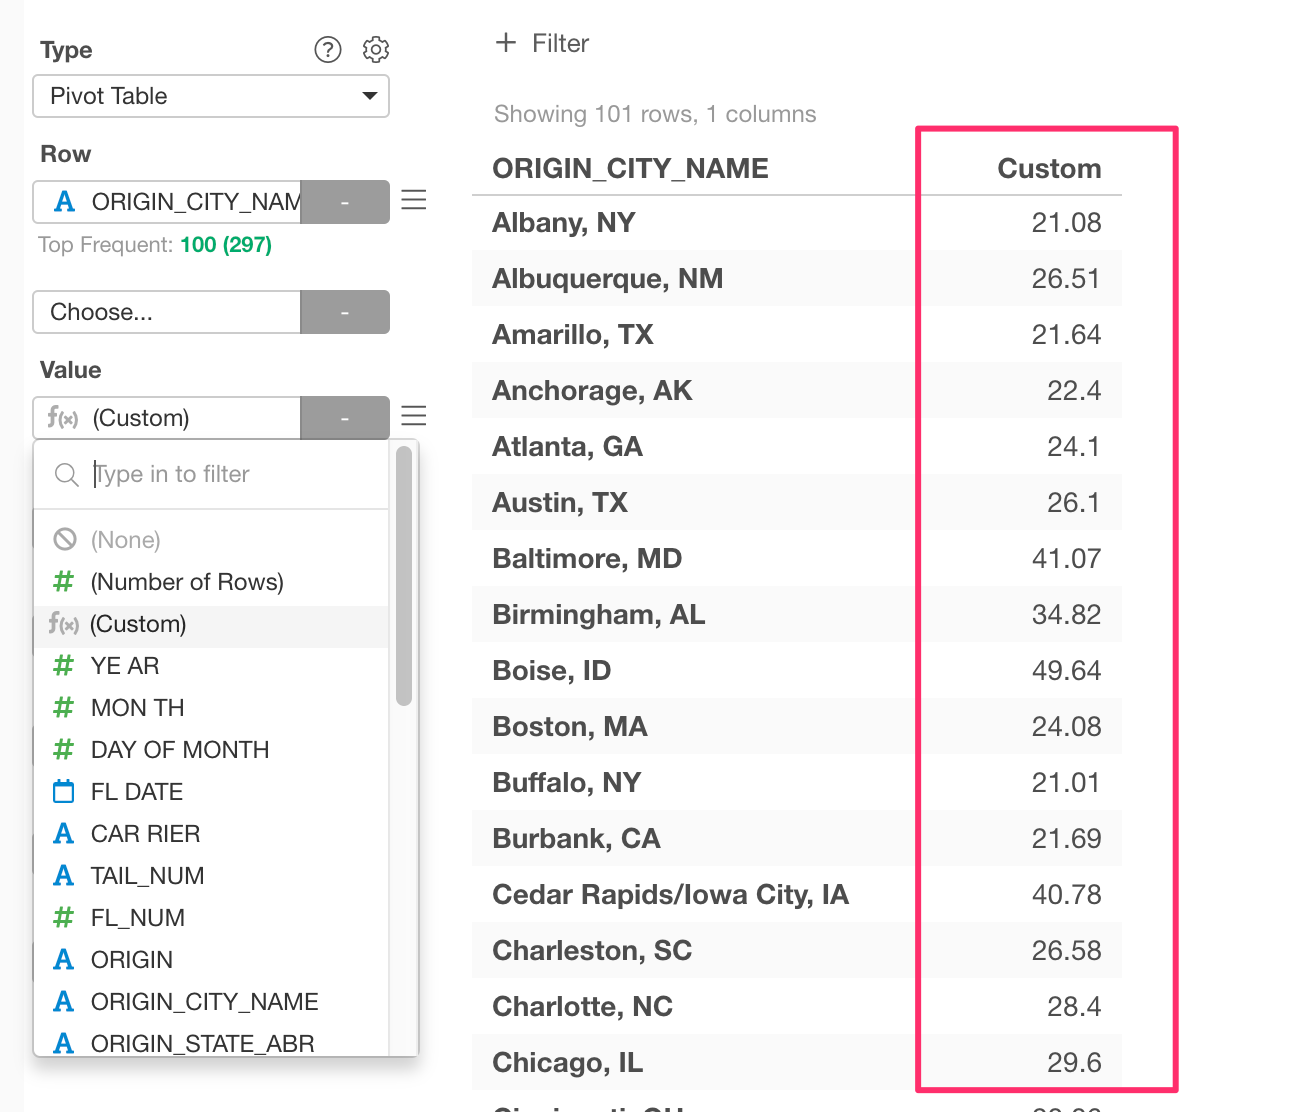 Type
Pivot Table
Row
A ORIGIN_CITY_NAM -
Top Frequent: 100 (297)
Choose... -
Value
f(x) (Custom) -
Type in to filter
(None)
# (Number of Rows)
f(x) (Custom)
# YE AR
# MON TH
# DAY OF MONTH
FL DATE
A CAR RIER
A TAIL_NUM
# FL_NUM
A ORIGIN
A ORIGIN_CITY_NAME
A ORIGIN_STATE_ABR
+ Filter
Showing 101 rows, 1 columns
ORIGIN_CITY_NAME Custom
Albany, NY 21.08
Albuquerque, NM 26.51
Amarillo, TX 21.64
Anchorage, AK 22.4
Atlanta, GA 24.1
Austin, TX 26.1
Baltimore, MD 41.07
Birmingham, AL 34.82
Boise, ID 49.64
Boston, MA 24.08
Buffalo, NY 21.01
Burbank, CA 21.69
Cedar Rapids/Iowa City, IA 40.78
Charleston, SC 26.58
Charlotte, NC 28.4
Chicago, IL 29.6